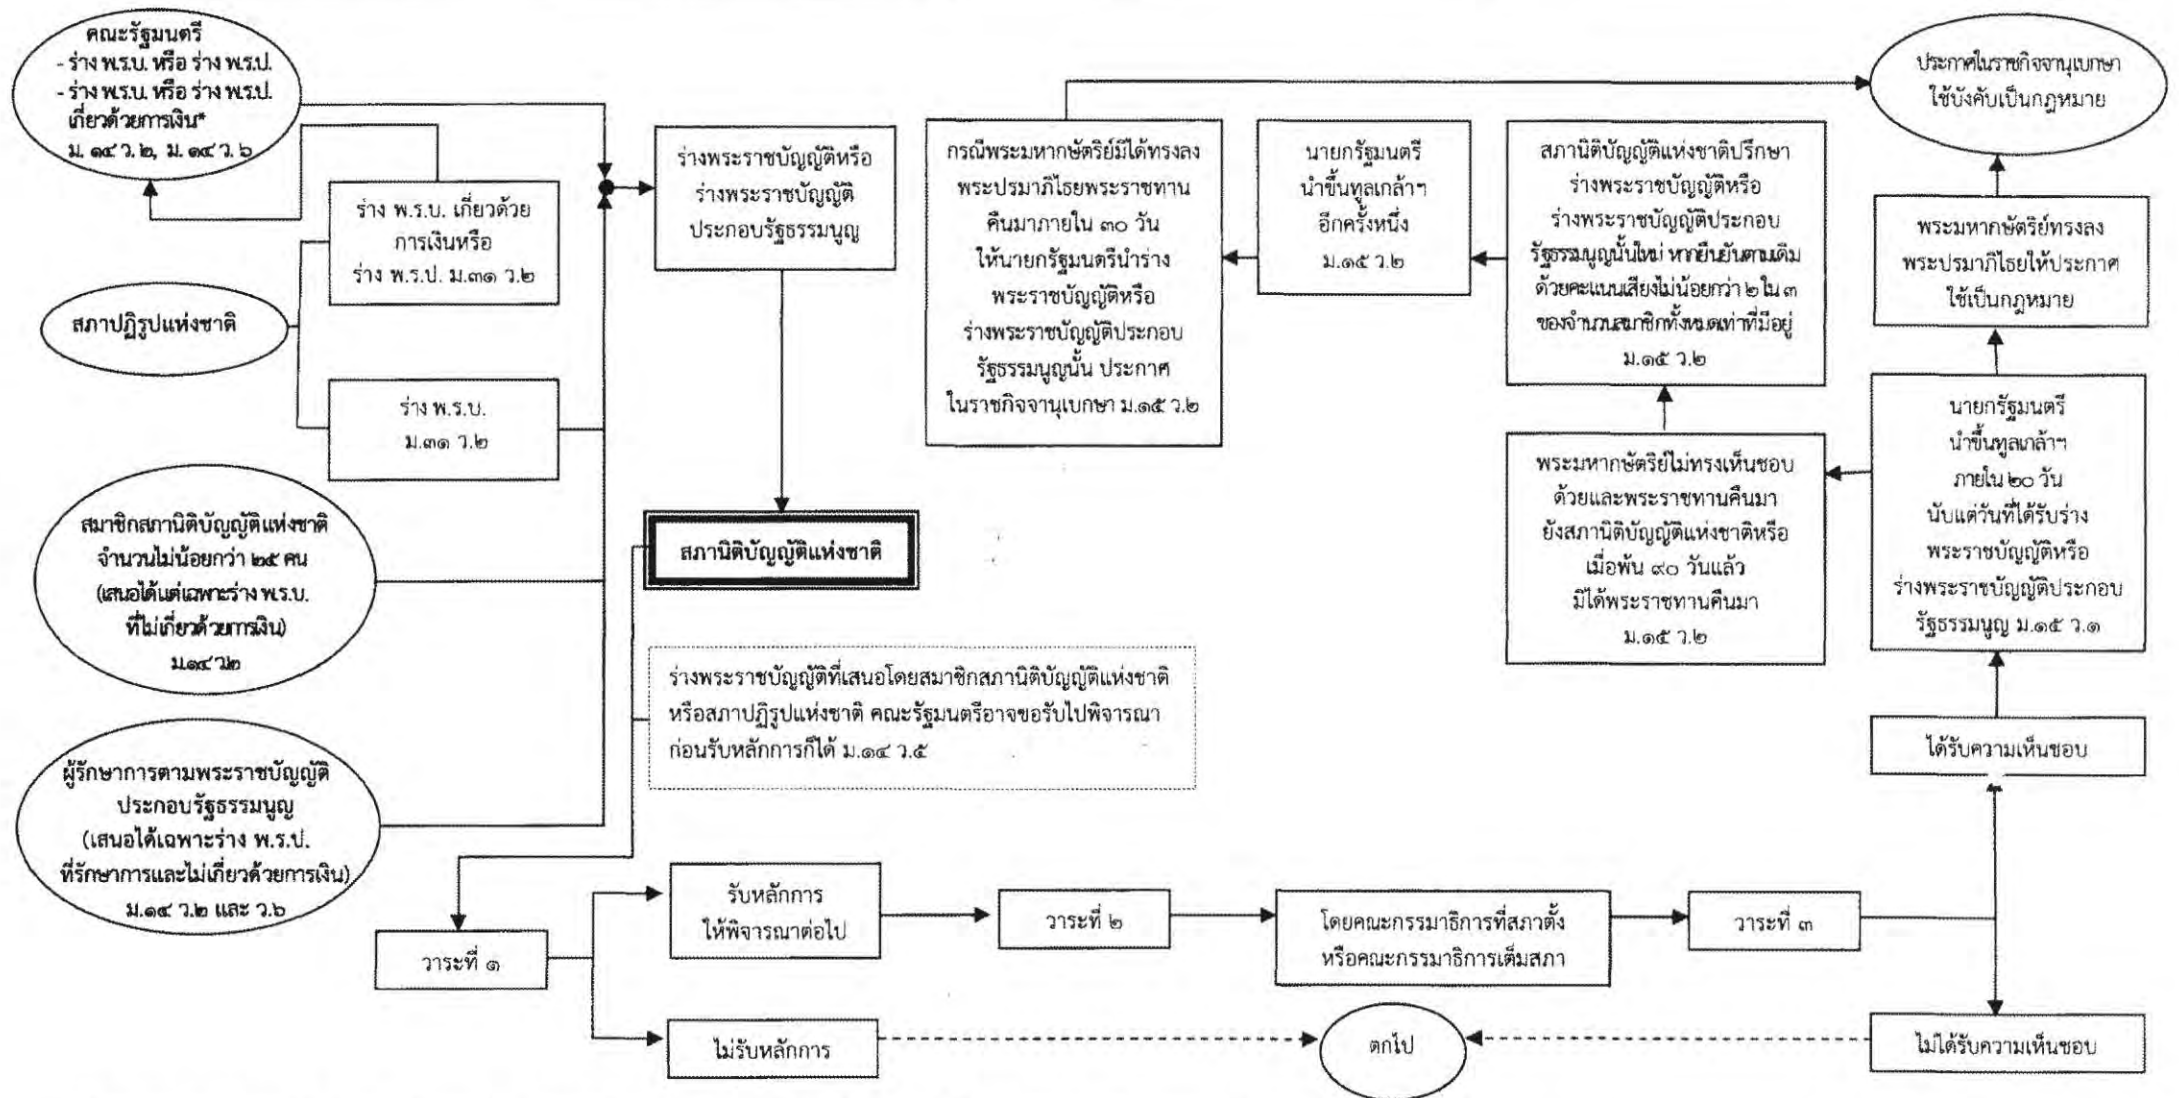 คณะรัฐมนตรี
- ร่าง พ.ร.บ. หรือ ร่าง พ.ร.ป.
- ร่าง พ.ร.บ. หรือ ร่าง พ.ร.ป.
เกี่ยวด้วยการเงิน*
ม. ๑๔ ว. ๒, ม. ๑๔ ว. ๖
ร่าง พ.ร.บ. เกี่ยวด้วย
การเงินหรือ
ร่าง พ.ร.ป. ม.๓๑ ว.๒
สภาปฏิรูปแห่งชาติ
ร่าง พ.ร.บ.
ม.๓๑ ว.๒
สมาชิกสภานิติบัญญัติแห่งชาติ
จำนวนไม่น้อยกว่า ๒๕ คน
(เสนอได้แต่เฉพาะร่าง พ.ร.บ.
ที่ไม่เกี่ยวด้วยการเงิน)
ม.๑๔ ว.๒
ผู้รักษาการตามพระราชบัญญัติ
ประกอบรัฐธรรมนูญ
(เสนอได้เฉพาะร่าง พ.ร.ป.
ที่รักษาการและไม่เกี่ยวด้วยการเงิน)
ม.๑๔ ว.๒ และ ว.๖
ร่างพระราชบัญญัติหรือ
ร่างพระราชบัญญัติ
ประกอบรัฐธรรมนูญ
สภานิติบัญญัติแห่งชาติ
ร่างพระราชบัญญัติที่เสนอโดยสมาชิกสภานิติบัญญัติแห่งชาติ
หรือสภาปฏิรูปแห่งชาติ คณะรัฐมนตรีอาจขอรับไปพิจารณา
ก่อนรับหลักการก็ได้ ม.๑๔ ว.๕
วาระที่ ๑
รับหลักการ
ให้พิจารณาต่อไป
ไม่รับหลักการ
วาระที่ ๒
โดยคณะกรรมาธิการที่สภาตั้ง
หรือคณะกรรมาธิการเต็มสภา
วาระที่ ๓
ตกไป
ไม่ได้รับความเห็นชอบ
ได้รับความเห็นชอบ
นายกรัฐมนตรี
นำขึ้นทูลเกล้าฯ
ภายใน ๒๐ วัน
นับแต่วันที่ได้รับร่าง
พระราชบัญญัติหรือ
ร่างพระราชบัญญัติประกอบ
รัฐธรรมนูญ ม.๑๕ ว.๑
พระมหากษัตริย์ทรงลง
พระปรมาภิไธยให้ประกาศ
ใช้เป็นกฎหมาย
ประกาศในราชกิจจานุเบกษา
ใช้บังคับเป็นกฎหมาย
พระมหากษัตริย์ไม่ทรงเห็นชอบ
ด้วยและพระราชทานคืนมา
ยังสภานิติบัญญัติแห่งชาติหรือ
เมื่อพ้น ๙๐ วันแล้ว
มิได้พระราชทานคืนมา
ม.๑๕ ว.๒
สภานิติบัญญัติแห่งชาติปรึกษา
ร่างพระราชบัญญัติหรือ
ร่างพระราชบัญญัติประกอบ
รัฐธรรมนูญนั้นใหม่ หากยืนยันตามเดิม
ด้วยคะแนนเสียงไม่น้อยกว่า ๒ ใน ๓
ของจำนวนสมาชิกทั้งหมดเท่าที่มีอยู่
ม.๑๕ ว.๒
นายกรัฐมนตรี
นำขึ้นทูลเกล้าฯ
อีกครั้งหนึ่ง
ม.๑๕ ว.๒
กรณีพระมหากษัตริย์มิได้ทรงลง
พระปรมาภิไธยพระราชทาน
คืนมาภายใน ๓๐ วัน
ให้นายกรัฐมนตรีนำร่าง
พระราชบัญญัติหรือ
ร่างพระราชบัญญัติประกอบ
รัฐธรรมนูญนั้น ประกาศ
ในราชกิจจานุเบกษา ม.๑๕ ว.๒